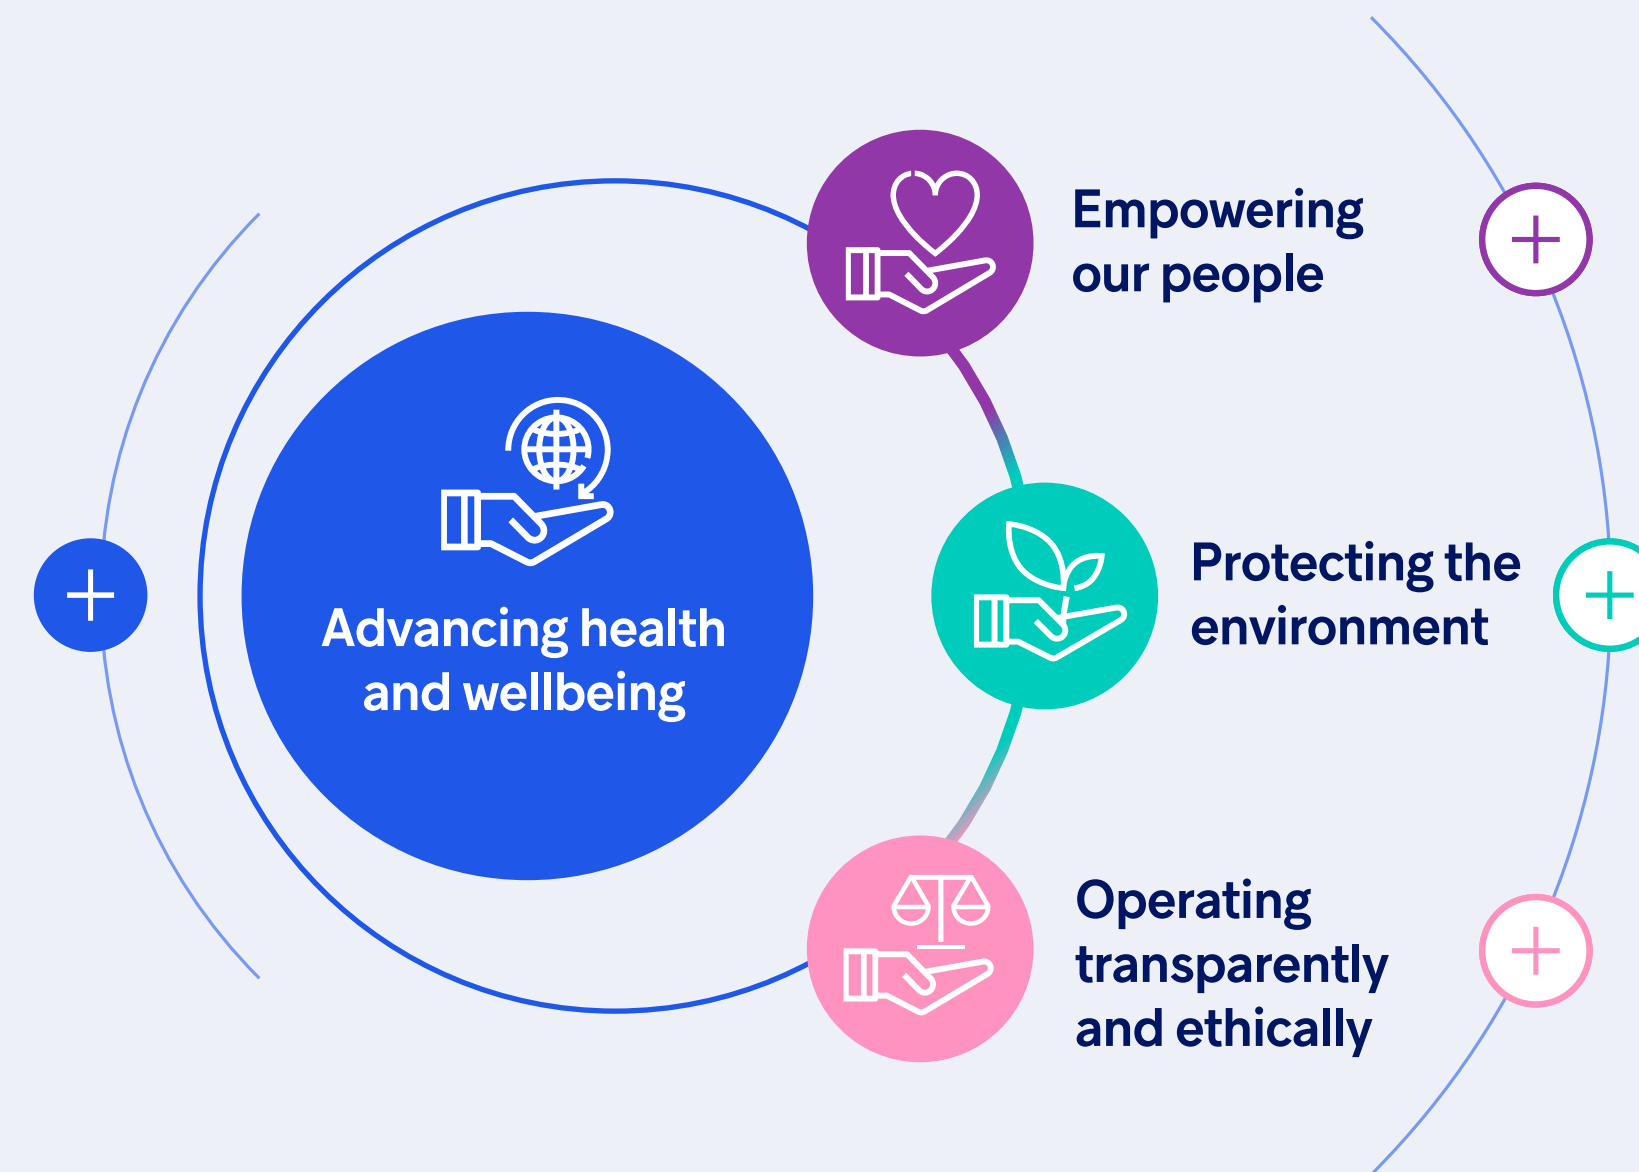 Advancing health
and wellbeing
Empowering
our people
Protecting the
environment
Operating
transparently
and ethically